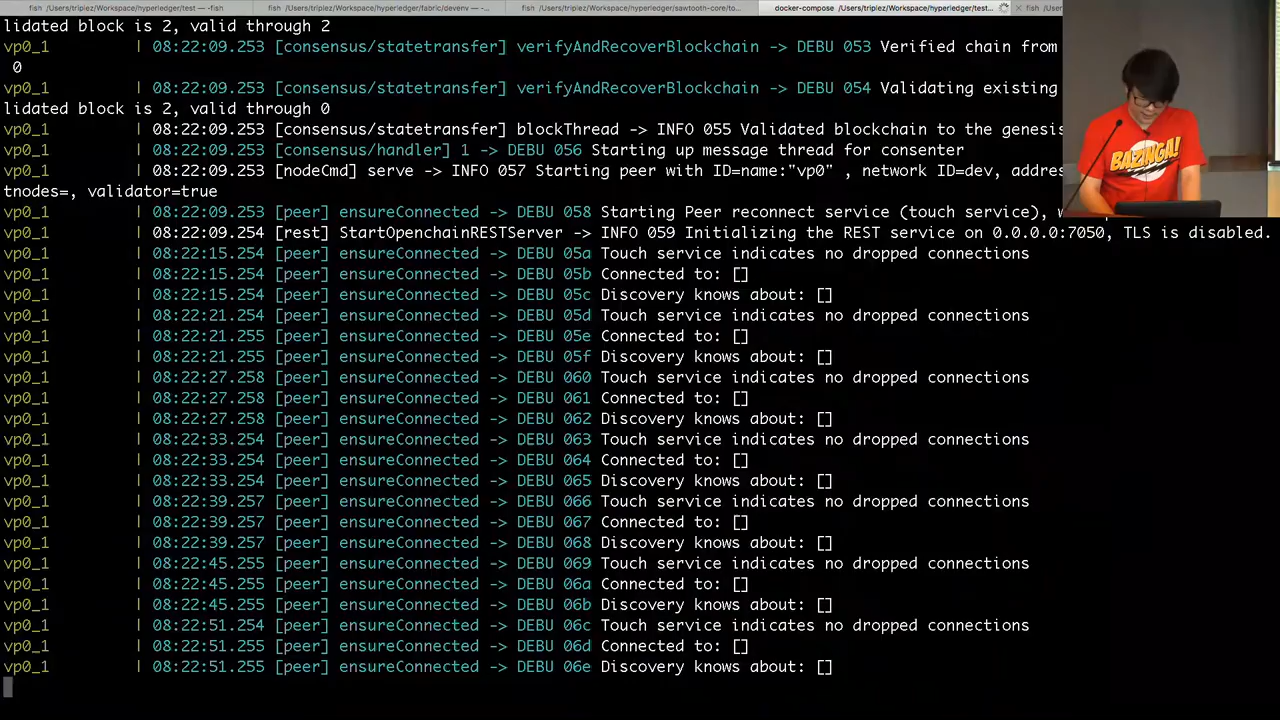 fish /Users/triplez/Workspace/hyperledger/test — -fish
fish /Users/triplez/Workspace/hyperledger/fabric/devenv — -...
fish /Users/triplez/Workspace/hyperledger/sawtooth-core/to...
docker-compose /Users/triplez/Workspace/hyperledger/test...
fish /Users/triplez/W
lidated block is 2, valid through 2
vp0_1 | 08:22:09.253 [consensus/statetransfer] verifyAndRecoverBlockchain -> DEBU 053 Verified chain from
0
vp0_1 | 08:22:09.253 [consensus/statetransfer] verifyAndRecoverBlockchain -> DEBU 054 Validating existing
lidated block is 2, valid through 0
vp0_1 | 08:22:09.253 [consensus/statetransfer] blockThread -> INFO 055 Validated blockchain to the genesis
vp0_1 | 08:22:09.253 [consensus/handler] 1 -> DEBU 056 Starting up message thread for consenter
vp0_1 | 08:22:09.253 [nodeCmd] serve -> INFO 057 Starting peer with ID=name:"vp0" , network ID=dev, addres
tnodes=, validator=true
vp0_1 | 08:22:09.253 [peer] ensureConnected -> DEBU 058 Starting Peer reconnect service (touch service), w
vp0_1 | 08:22:09.254 [rest] StartOpenchainRESTServer -> INFO 059 Initializing the REST service on 0.0.0.0:7050, TLS is disabled.
vp0_1 | 08:22:15.254 [peer] ensureConnected -> DEBU 05a Touch service indicates no dropped connections
vp0_1 | 08:22:15.254 [peer] ensureConnected -> DEBU 05b Connected to: []
vp0_1 | 08:22:15.254 [peer] ensureConnected -> DEBU 05c Discovery knows about: []
vp0_1 | 08:22:21.254 [peer] ensureConnected -> DEBU 05d Touch service indicates no dropped connections
vp0_1 | 08:22:21.255 [peer] ensureConnected -> DEBU 05e Connected to: []
vp0_1 | 08:22:21.255 [peer] ensureConnected -> DEBU 05f Discovery knows about: []
vp0_1 | 08:22:27.258 [peer] ensureConnected -> DEBU 060 Touch service indicates no dropped connections
vp0_1 | 08:22:27.258 [peer] ensureConnected -> DEBU 061 Connected to: []
vp0_1 | 08:22:27.258 [peer] ensureConnected -> DEBU 062 Discovery knows about: []
vp0_1 | 08:22:33.254 [peer] ensureConnected -> DEBU 063 Touch service indicates no dropped connections
vp0_1 | 08:22:33.254 [peer] ensureConnected -> DEBU 064 Connected to: []
vp0_1 | 08:22:33.254 [peer] ensureConnected -> DEBU 065 Discovery knows about: []
vp0_1 | 08:22:39.257 [peer] ensureConnected -> DEBU 066 Touch service indicates no dropped connections
vp0_1 | 08:22:39.257 [peer] ensureConnected -> DEBU 067 Connected to: []
vp0_1 | 08:22:39.257 [peer] ensureConnected -> DEBU 068 Discovery knows about: []
vp0_1 | 08:22:45.255 [peer] ensureConnected -> DEBU 069 Touch service indicates no dropped connections
vp0_1 | 08:22:45.255 [peer] ensureConnected -> DEBU 06a Connected to: []
vp0_1 | 08:22:45.255 [peer] ensureConnected -> DEBU 06b Discovery knows about: []
vp0_1 | 08:22:51.254 [peer] ensureConnected -> DEBU 06c Touch service indicates no dropped connections
vp0_1 | 08:22:51.255 [peer] ensureConnected -> DEBU 06d Connected to: []
vp0_1 | 08:22:51.255 [peer] ensureConnected -> DEBU 06e Discovery knows about: []
BAZINGA!